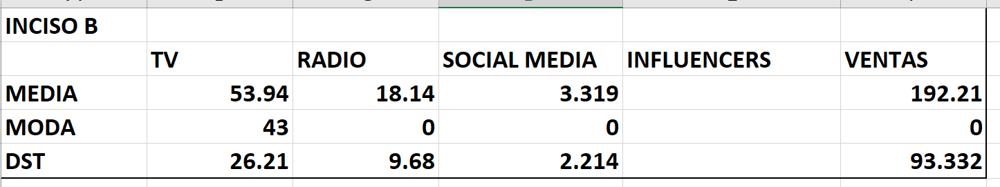 INCISO B
TV RADIO SOCIAL MEDIA INFLUENCERS VENTAS
MEDIA 53.94 18.14 3.319 192.21
MODA 43 0 0 0
DST 26.21 9.68 2.214 93.332